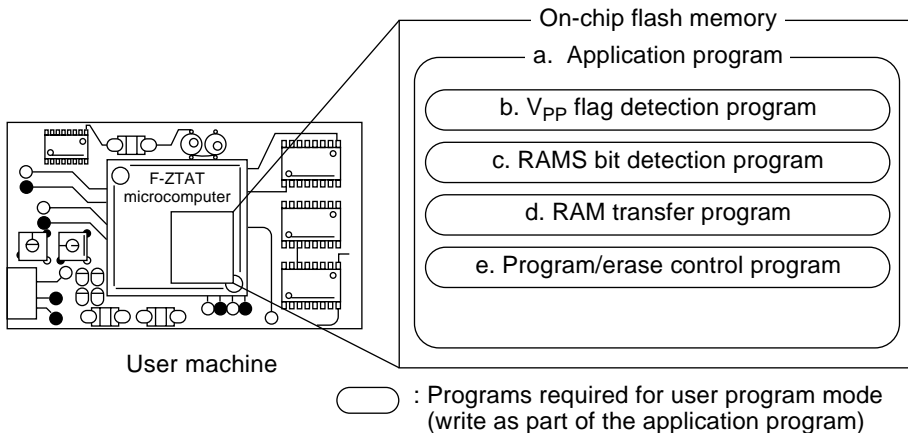 On-chip flash memory
a. Application program
b. VPP flag detection program
c. RAMS bit detection program
d. RAM transfer program
e. Program/erase control program
F-ZTAT
microcomputer
User machine
: Programs required for user program mode
(write as part of the application program)